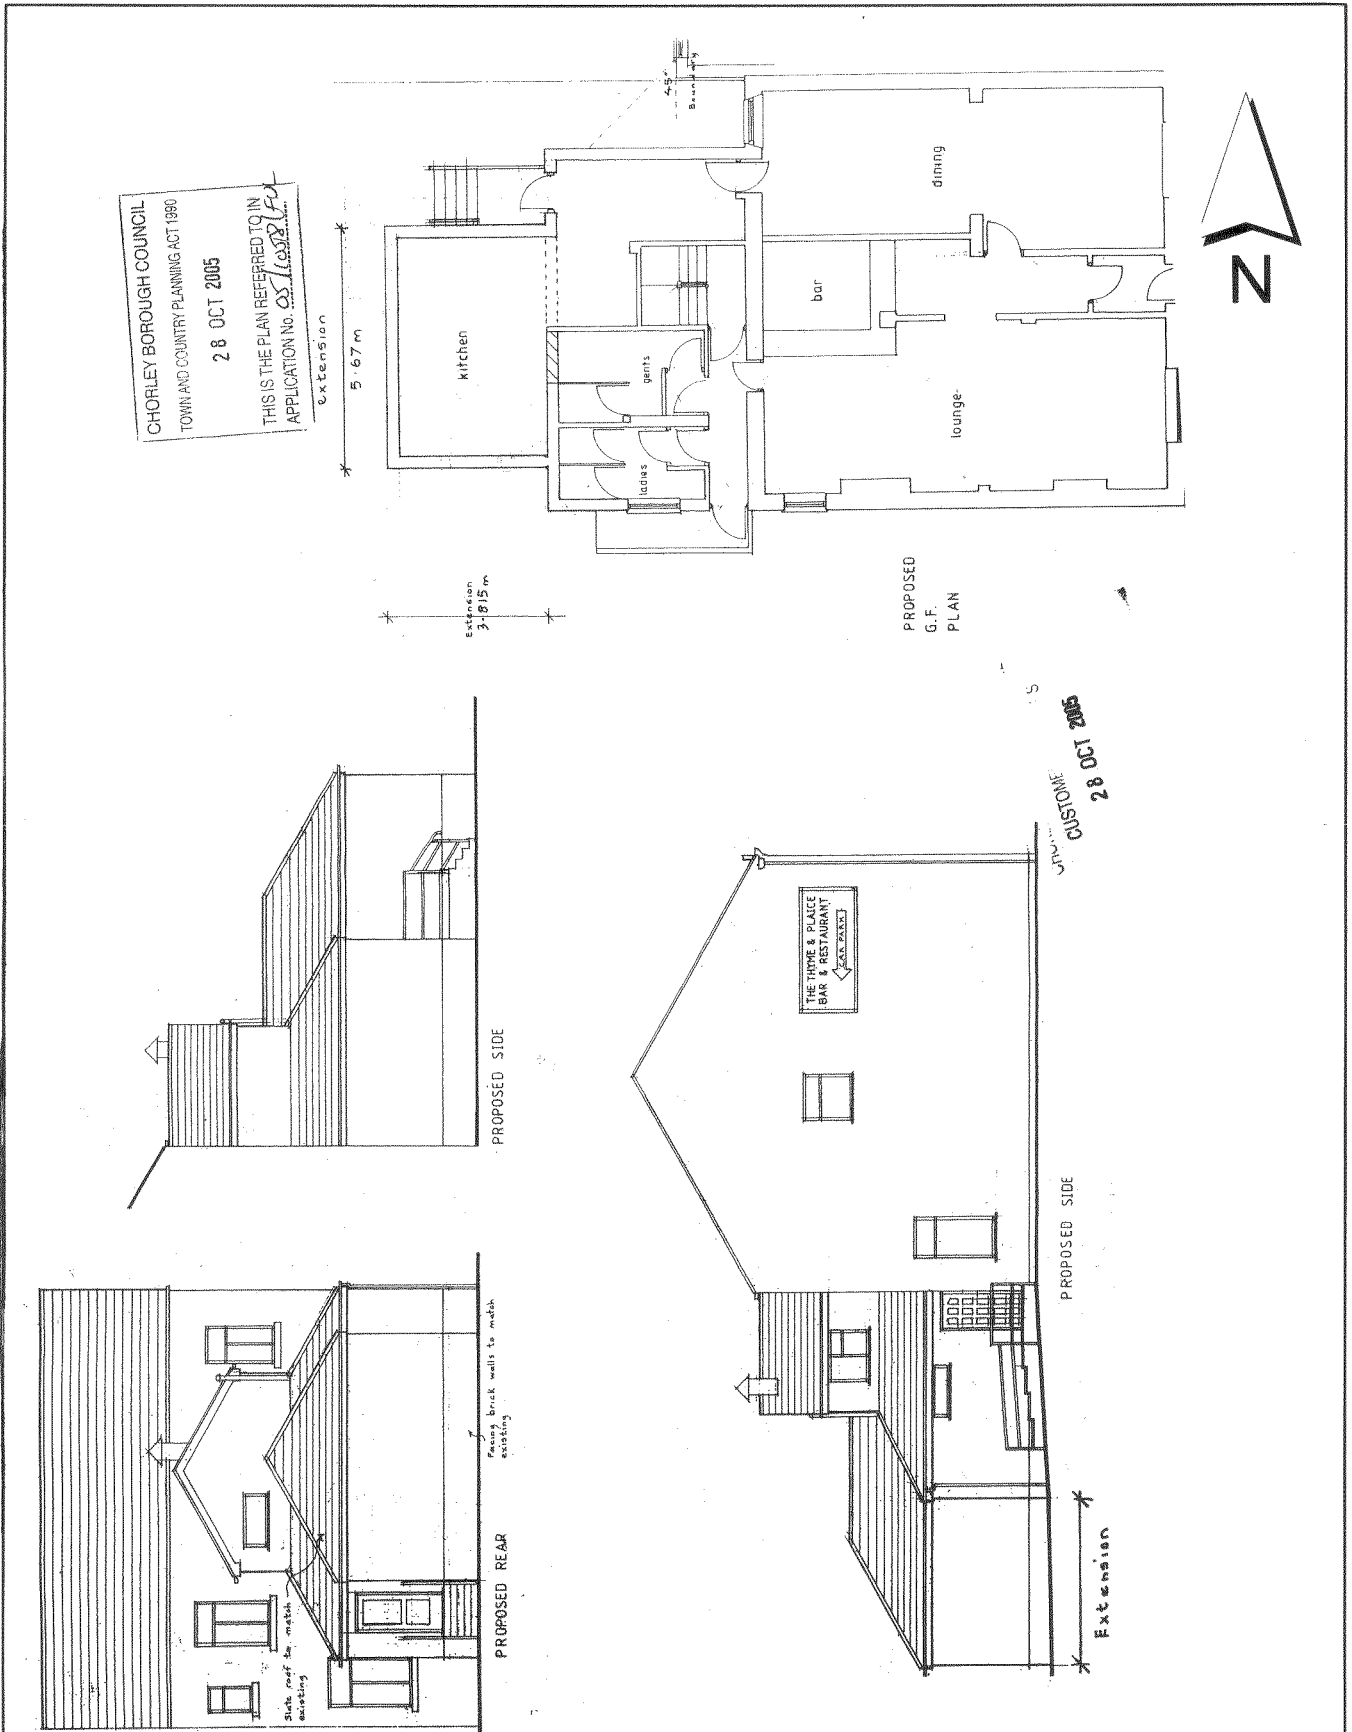 CHORLEY BOROUGH COUNCIL
TOWN AND COUNTRY PLANNING ACT 1990
28 OCT 2005
THIS IS THE PLAN REFERRED TO IN
APPLICATION No.
extension
5.67m
kitchen
gents
ladies
bar
dining
lounge
45°
Boundary
Extension
3.815m
PROPOSED
G.F.
PLAN
N
PROPOSED SIDE
CUSTOME
28 OCT 2005
THE THYME & PLAICE
BAR & RESTAURANT
CAR PARK
PROPOSED SIDE
Extension
Slate roof to match
existing
Facing brick walls to match
existing
PROPOSED REAR